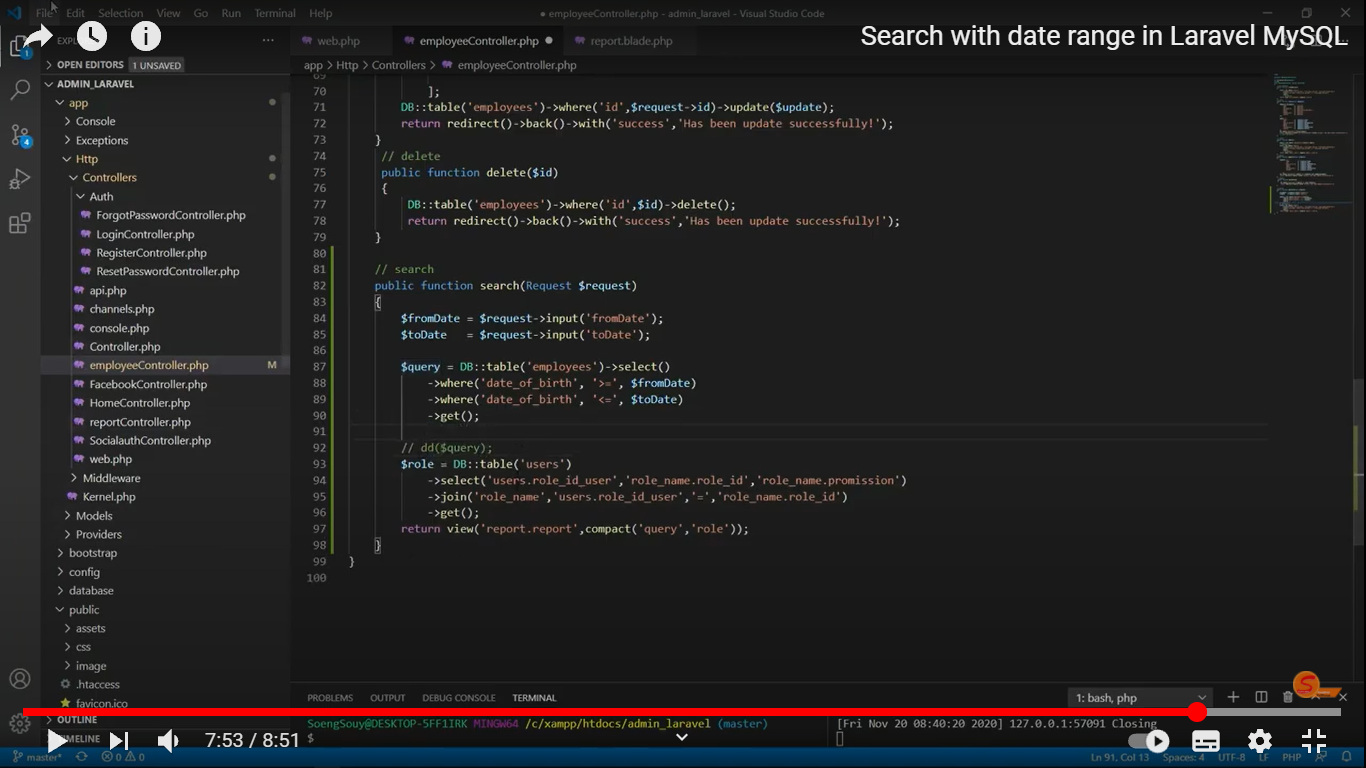 File Edit Selection View Go Run Terminal Help
● employeeController.php - admin_laravel - Visual Studio Code
Search with date range in Laravel MySQL
web.php
employeeController.php ●
report.blade.php
OPEN EDITORS 1 UNSAVED
app > Http > Controllers > employeeController.php
ADMIN_LARAVEL
app
Console
Exceptions
Http
Controllers
Auth
ForgotPasswordController.php
LoginController.php
RegisterController.php
ResetPasswordController.php
api.php
channels.php
console.php
Controller.php
employeeController.php M
FacebookController.php
HomeController.php
reportController.php
SocialauthController.php
web.php
Middleware
Kernel.php
Models
Providers
bootstrap
config
database
public
assets
css
image
.htaccess
favicon.ico
OUTLINE
TIMELINE
69
70 ];
71 DB::table('employees')->where('id',$request->id)->update($update);
72 return redirect()->back()->with('success','Has been update successfully!');
73 }
74 // delete
75 public function delete($id)
76 {
77 DB::table('employees')->where('id',$id)->delete();
78 return redirect()->back()->with('success','Has been update successfully!');
79 }
80
81 // search
82 public function search(Request $request)
83 {
84 $fromDate = $request->input('fromDate');
85 $toDate   = $request->input('toDate');
86
87 $query = DB::table('employees')->select()
88 ->where('date_of_birth', '>=', $fromDate)
89 ->where('date_of_birth', '<=', $toDate)
90 ->get();
91
92 // dd($query);
93 $role = DB::table('users')
94 ->select('users.role_id_user','role_name.role_id','role_name.promission')
95 ->join('role_name','users.role_id_user','=','role_name.role_id')
96 ->get();
97 return view('report.report',compact('query','role'));
98 }
99 }
100
PROBLEMS OUTPUT DEBUG CONSOLE TERMINAL
1: bash, php
SoengSouy@DESKTOP-5FF1IRK MINGW64 /c/xampp/htdocs/admin_laravel (master)
$
[Fri Nov 20 08:40:20 2020] 127.0.0.1:57091 Closing
7:53 / 8:51
master* 0 0
Ln 91, Col 13 Spaces: 4 UTF-8 LF PHP